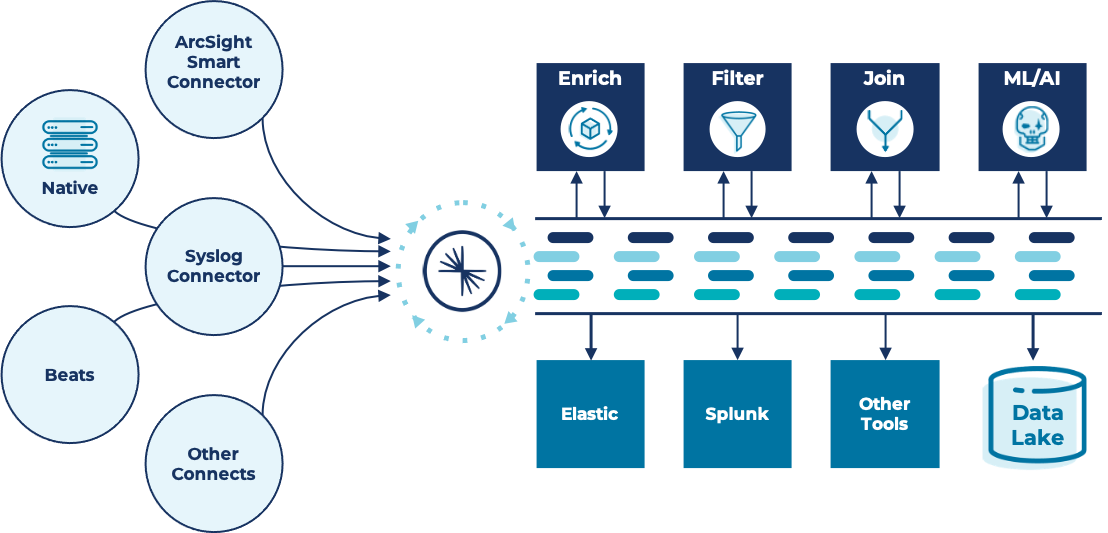 ArcSight
Smart
Connector
Native
Syslog
Connector
Beats
Other
Connects
Enrich
Filter
Join
ML/AI
Elastic
Splunk
Other
Tools
Data
Lake